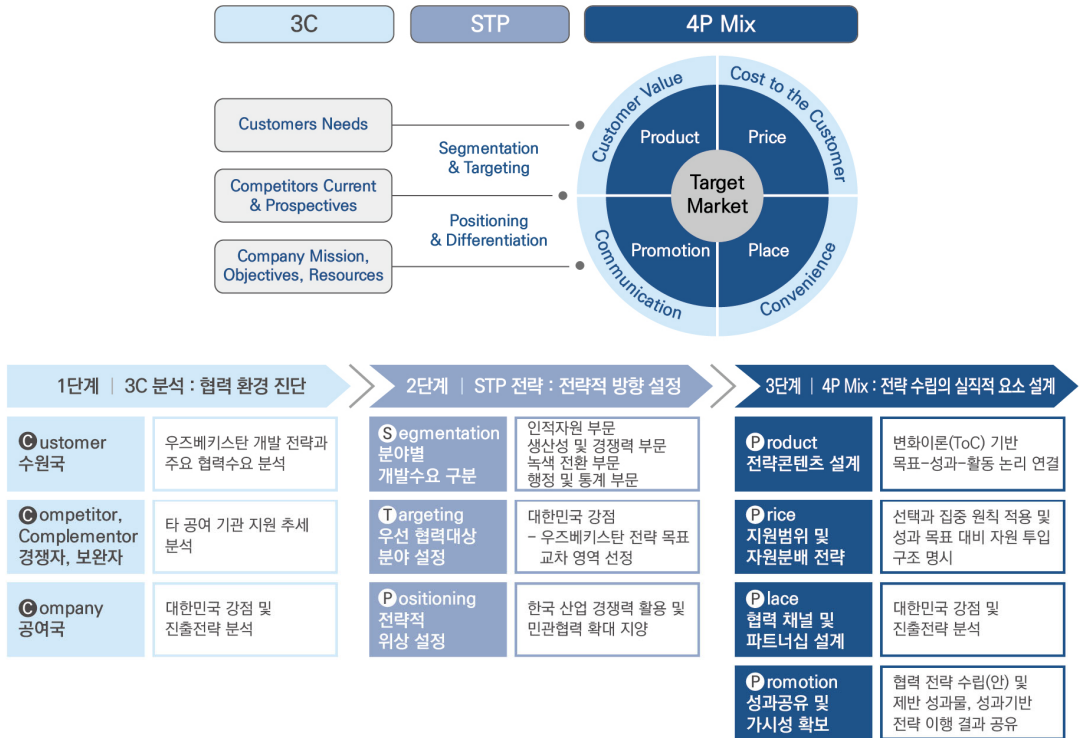 3C
STP
4P Mix
Customers Needs
Competitors Current
& Prospectives
Company Mission,
Objectives, Resources
Segmentation
& Targeting
Positioning
& Differentiation
Customer Value
Cost to the Customer
Communication
Convenience
Product
Price
Promotion
Place
Target
Market
1단계 | 3C 분석 : 협력 환경 진단
Customer
수원국
우즈베키스탄 개발 전략과
주요 협력수요 분석
Competitor,
Complementor
경쟁자, 보완자
타 공여 기관 지원 추세
분석
Company
공여국
대한민국 강점 및
진출전략 분석
2단계 | STP 전략 : 전략적 방향 설정
Segmentation
분야별
개발수요 구분
인적자원 부문
생산성 및 경쟁력 부문
녹색 전환 부문
행정 및 통계 부문
Targeting
우선 협력대상
분야 설정
대한민국 강점
– 우즈베키스탄 전략 목표
교차 영역 선정
Positioning
전략적
위상 설정
한국 산업 경쟁력 활용 및
민관협력 확대 지양
3단계 | 4P Mix : 전략 수립의 실직적 요소 설계
Product
전략콘텐츠 설계
변화이론(ToC) 기반
목표–성과–활동 논리 연결
Price
지원범위 및
자원분배 전략
선택과 집중 원칙 적용 및
성과 목표 대비 자원 투입
구조 명시
Place
협력 채널 및
파트너십 설계
대한민국 강점 및
진출전략 분석
Promotion
성과공유 및
가시성 확보
협력 전략 수립(안) 및
제반 성과물, 성과기반
전략 이행 결과 공유